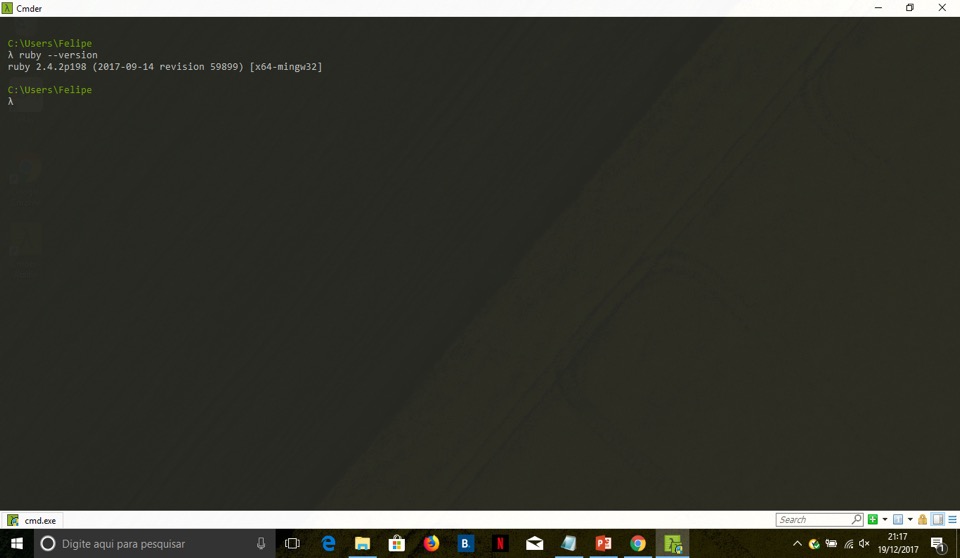 λ Cmder
C:\Users\Felipe
λ ruby --version
ruby 2.4.2p198 (2017-09-14 revision 59899) [x64-mingw32]
C:\Users\Felipe
λ
cmd.exe
Search
Digite aqui para pesquisar
B.
N
21:17
19/12/2017
1